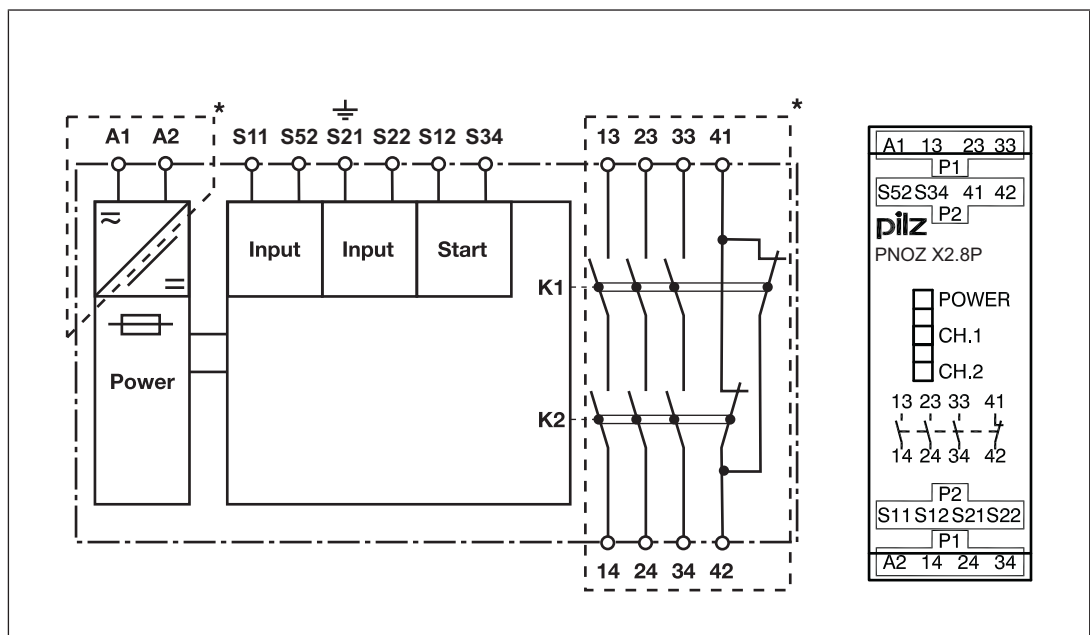 * *
A1 A2 S11 S52 S21 S22 S12 S34 13 23 33 41
Input Input Start
K1
Power
K2
14 24 34 42
A1 13 23 33
P1
S52 S34 41 42
P2
pilz
PNOZ X2.8P
POWER
CH.1
CH.2
13 23 33 41
14 24 34 42
P2
S11 S12 S21 S22
P1
A2 14 24 34